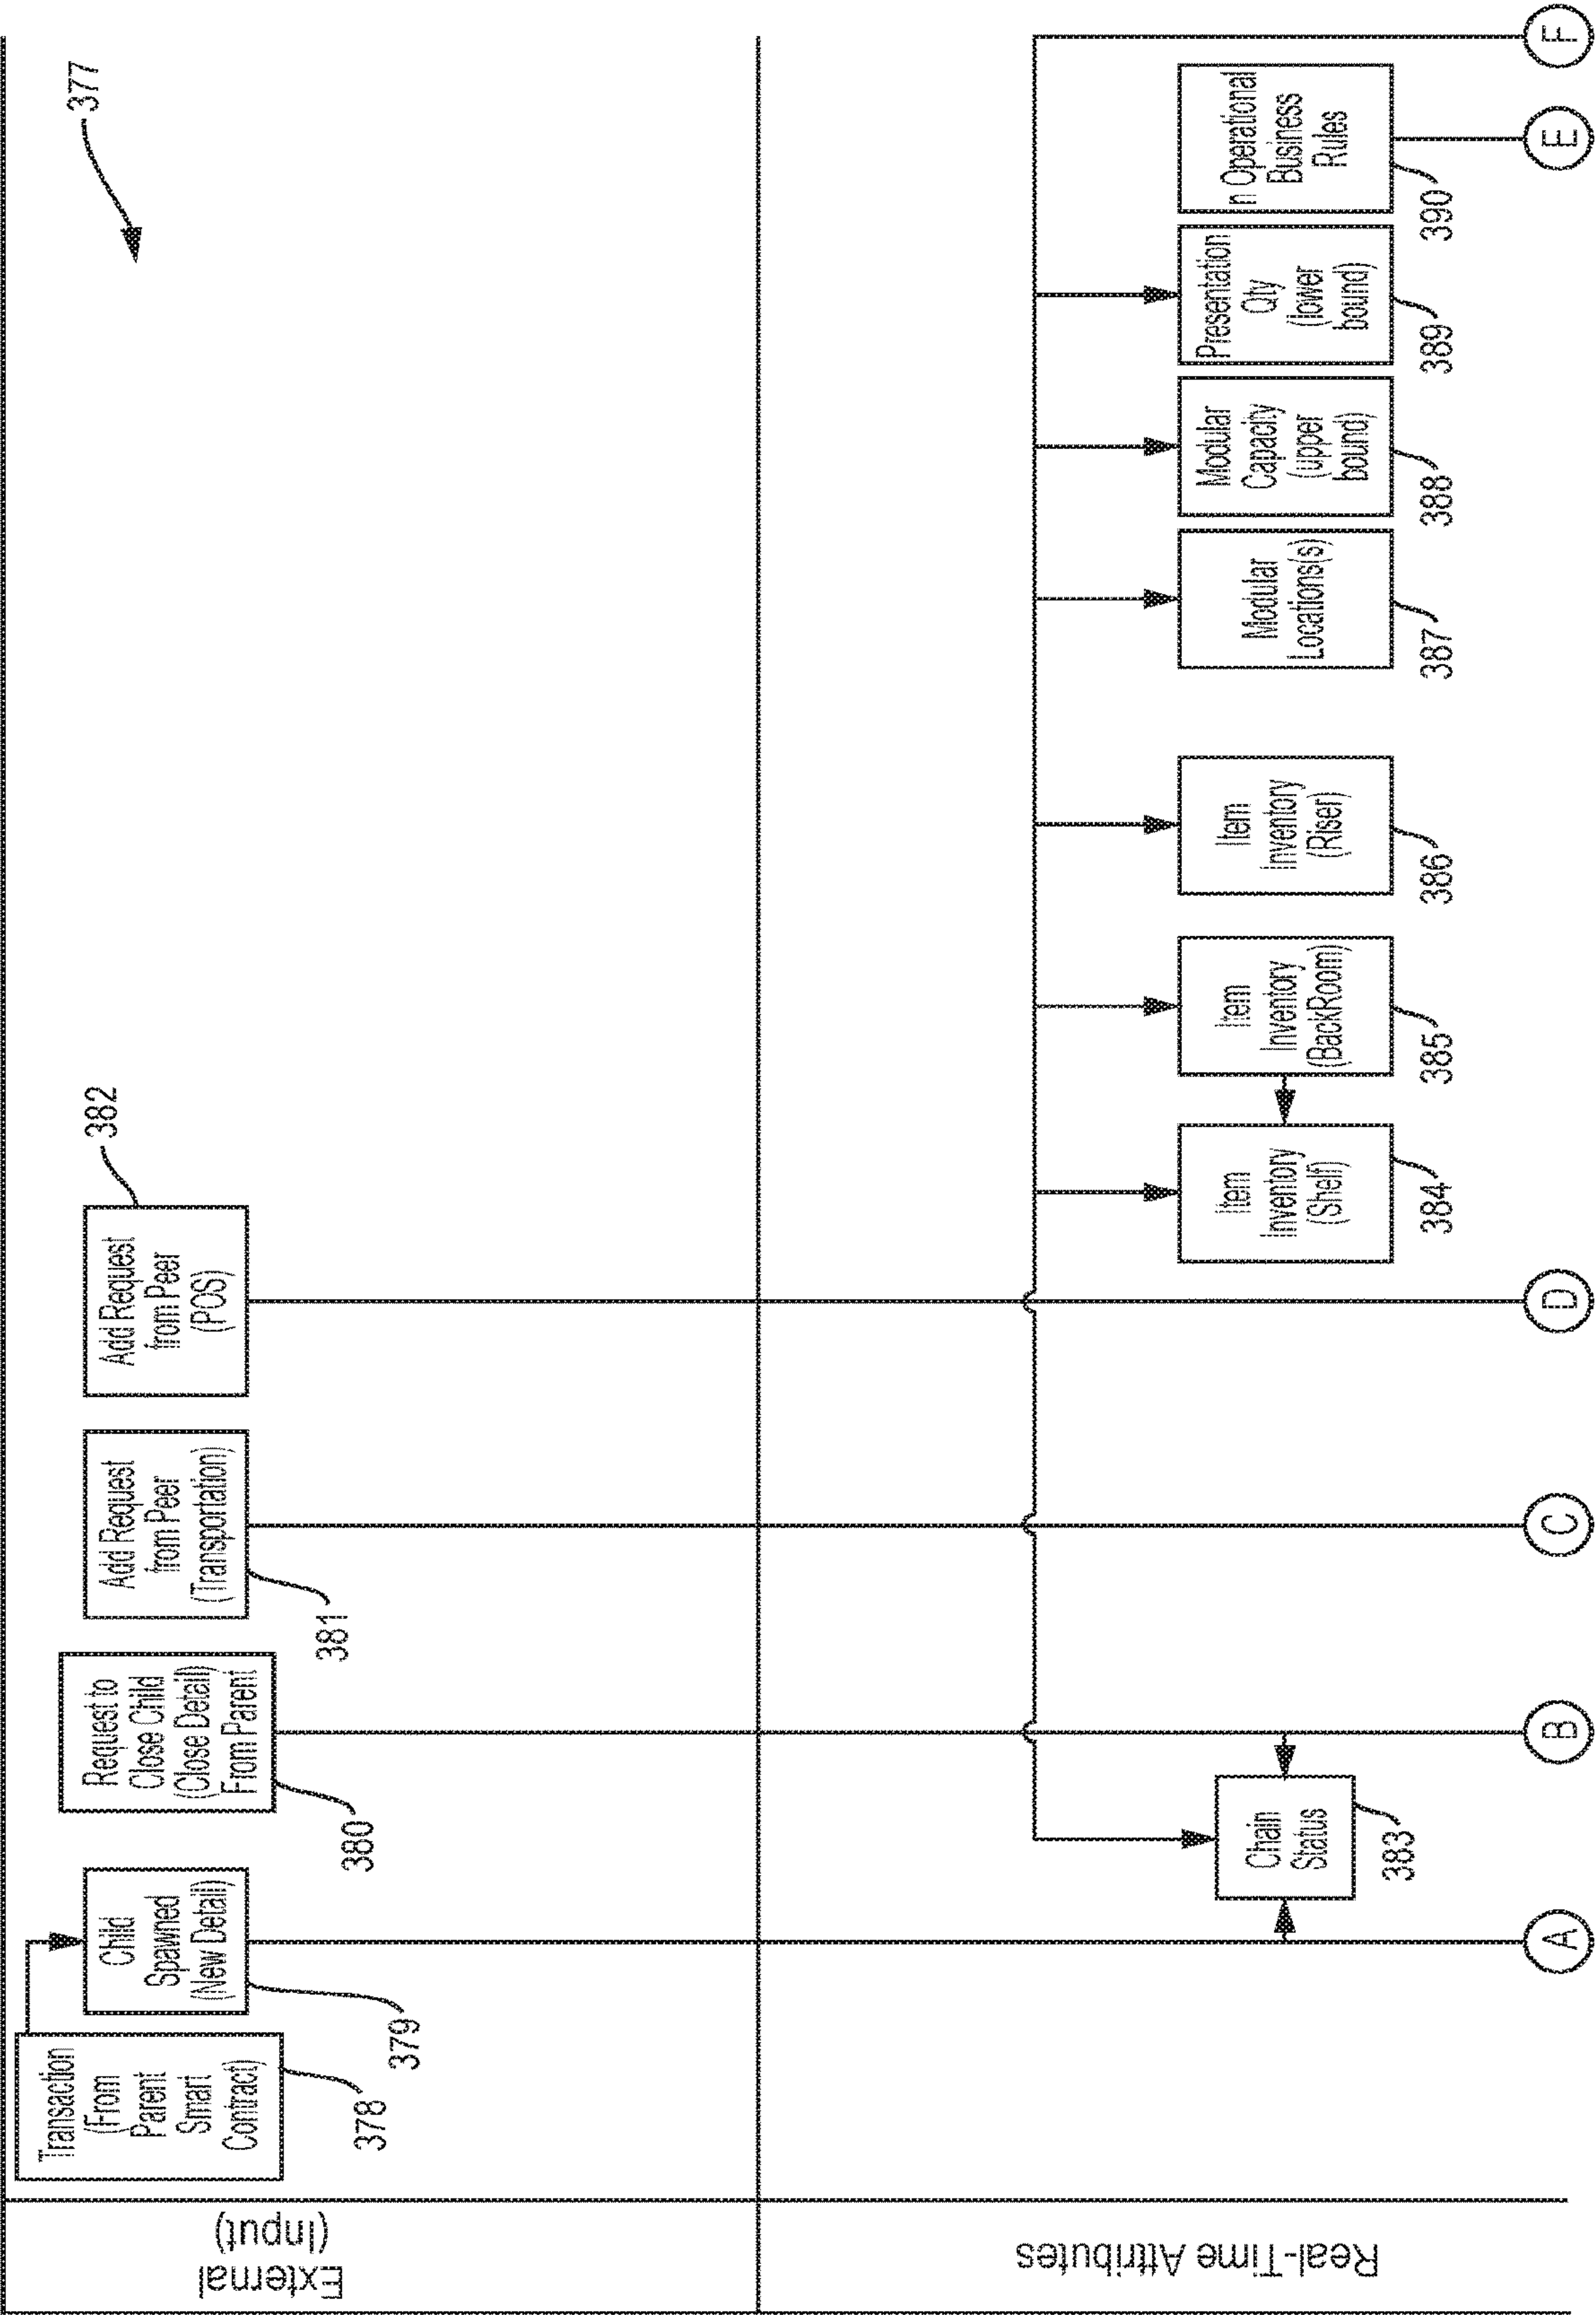 377
External
(Input)
Transaction
(From
Parent
Smart
Contract)
378
Child
Spawned
(New Detail)
379
Request to
Close Child
(Close Detail)
From Parent
380
Add Request
from Peer
(Transportation)
381
Add Request
from Peer
(POS)
382
Real-Time Attributes
Chain
Status
383
Item
Inventory
(Shelf)
384
Item
Inventory
(BackRoom)
385
Item
Inventory
(Riser)
386
Modular
Locations(s)
387
Modular
Capacity
(upper
bound)
388
Presentation
Qty
(lower
bound)
389
n Operational
Business
Rules
390
A
B
C
D
E
F